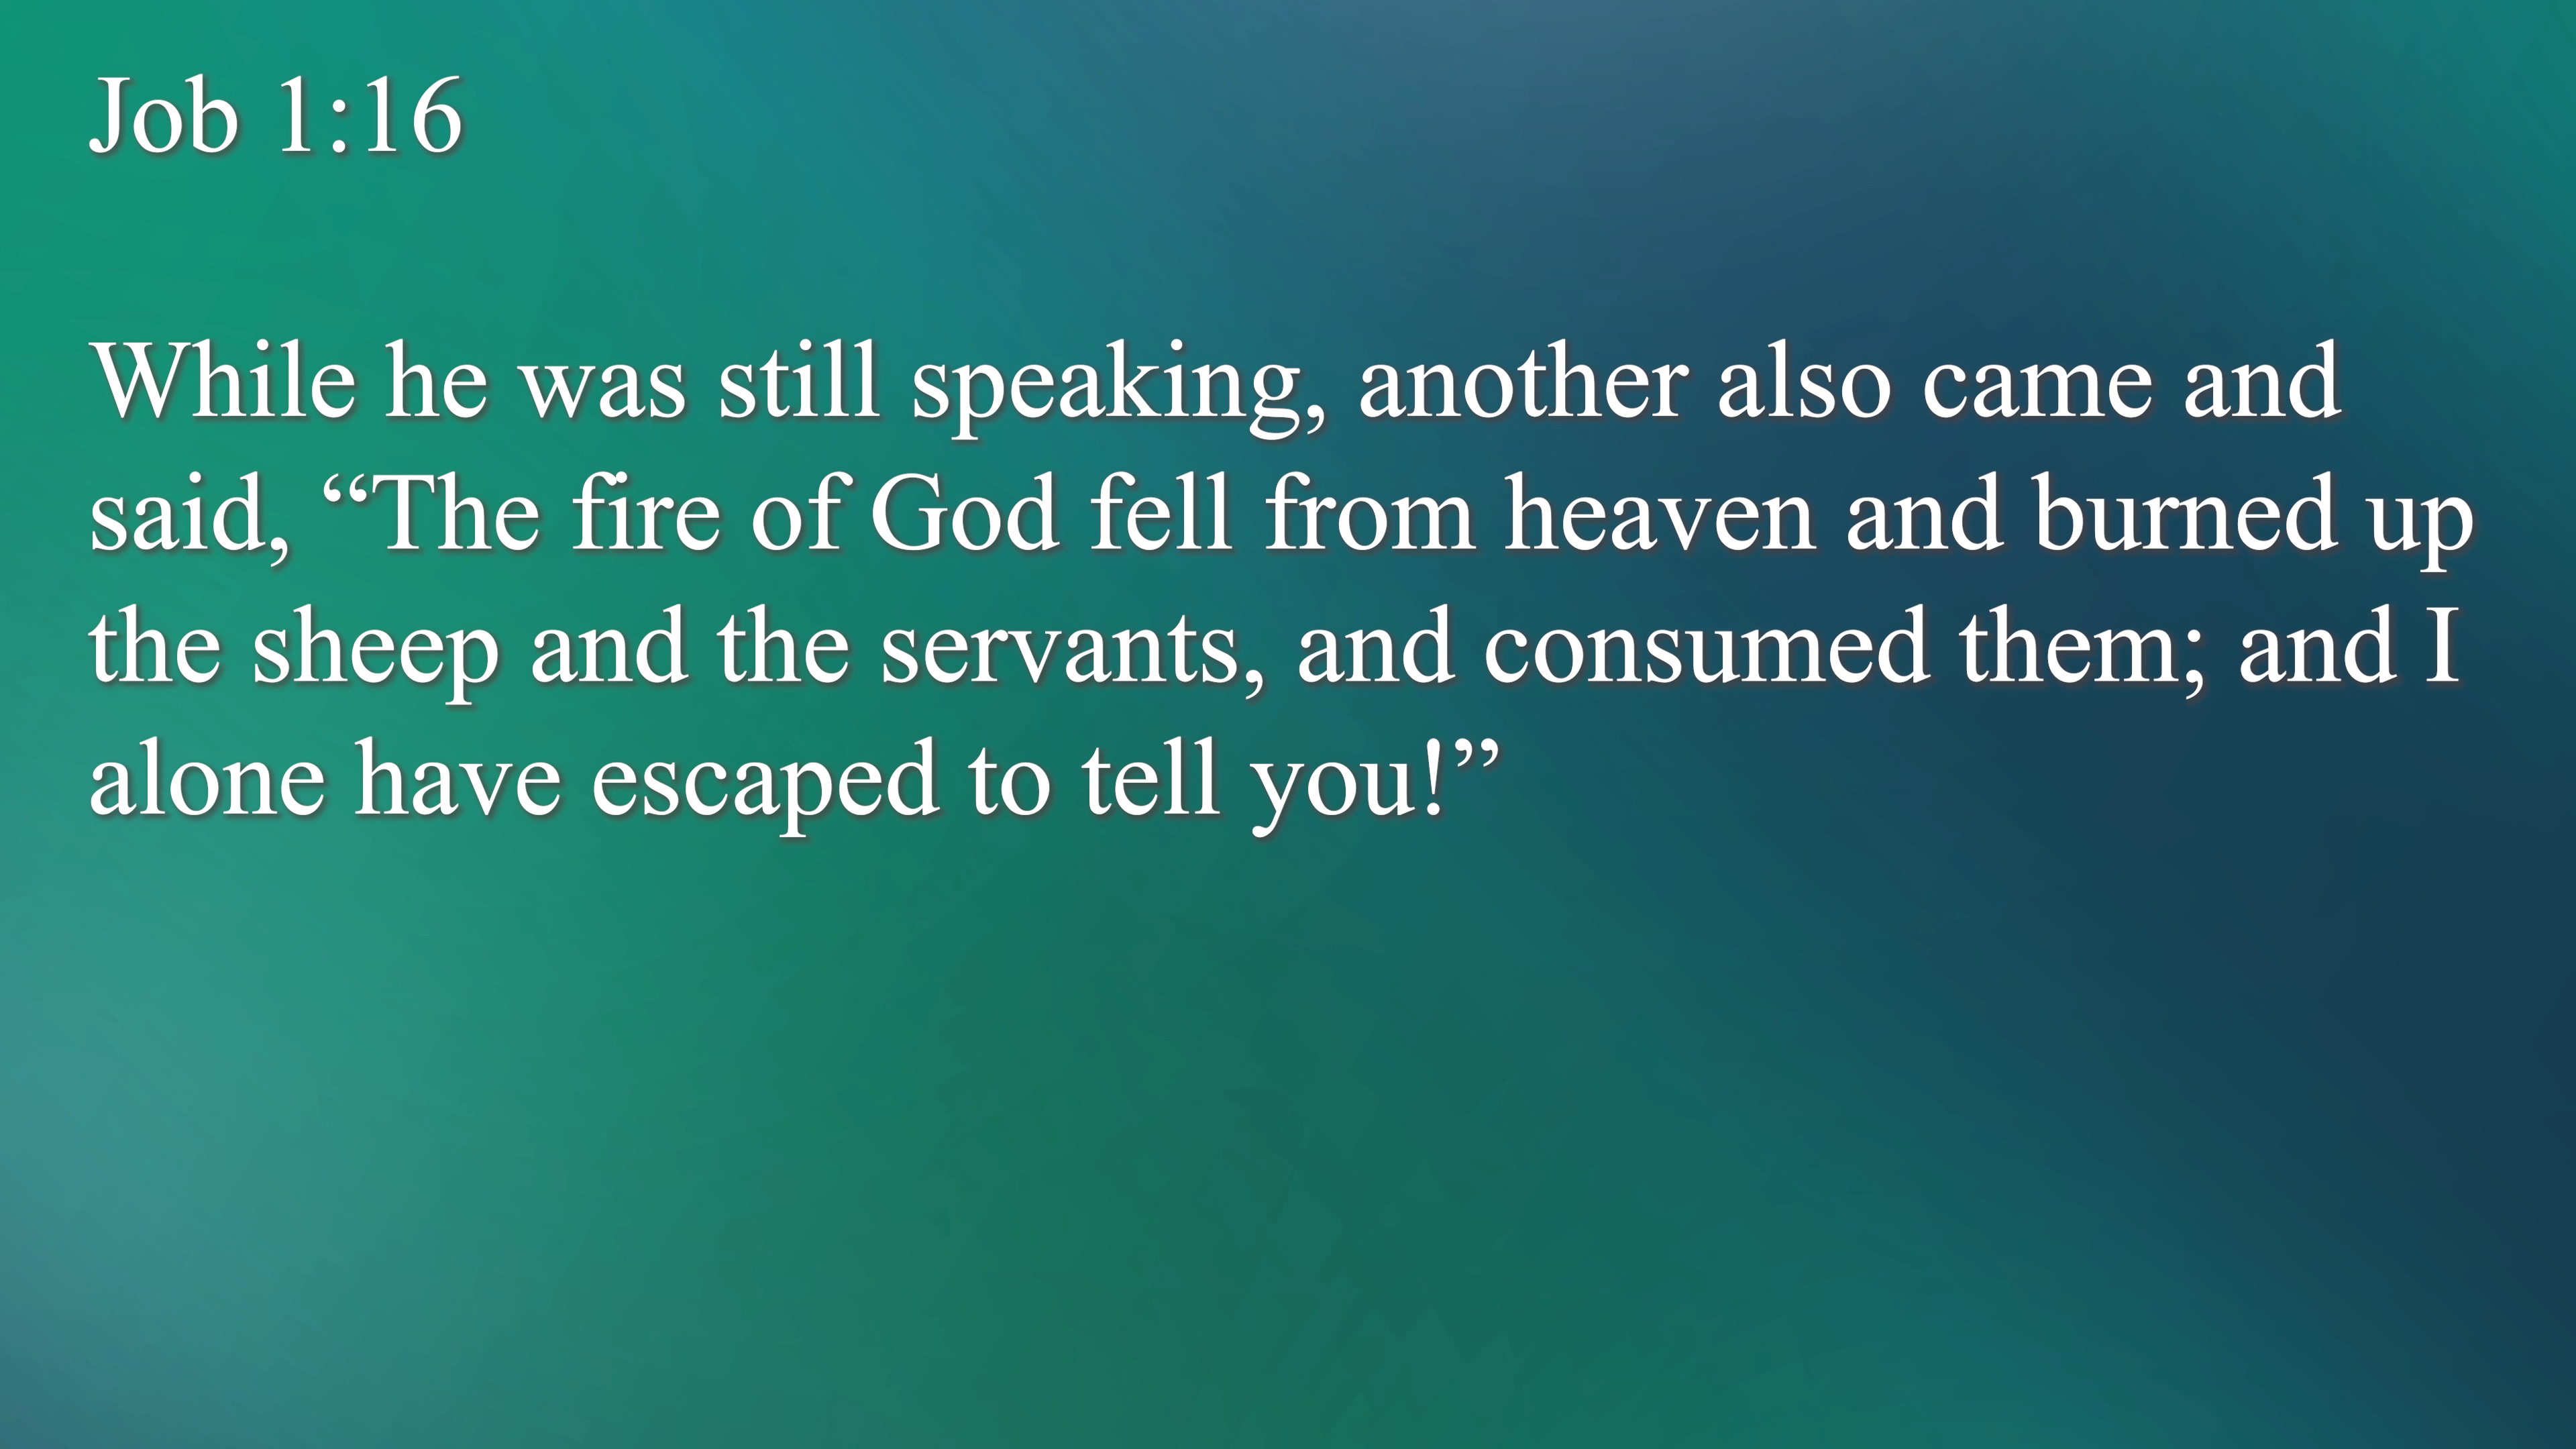 Job 1:16
While he was still speaking, another also came and
said, “The fire of God fell from heaven and burned up
the sheep and the servants, and consumed them; and I
alone have escaped to tell you!”